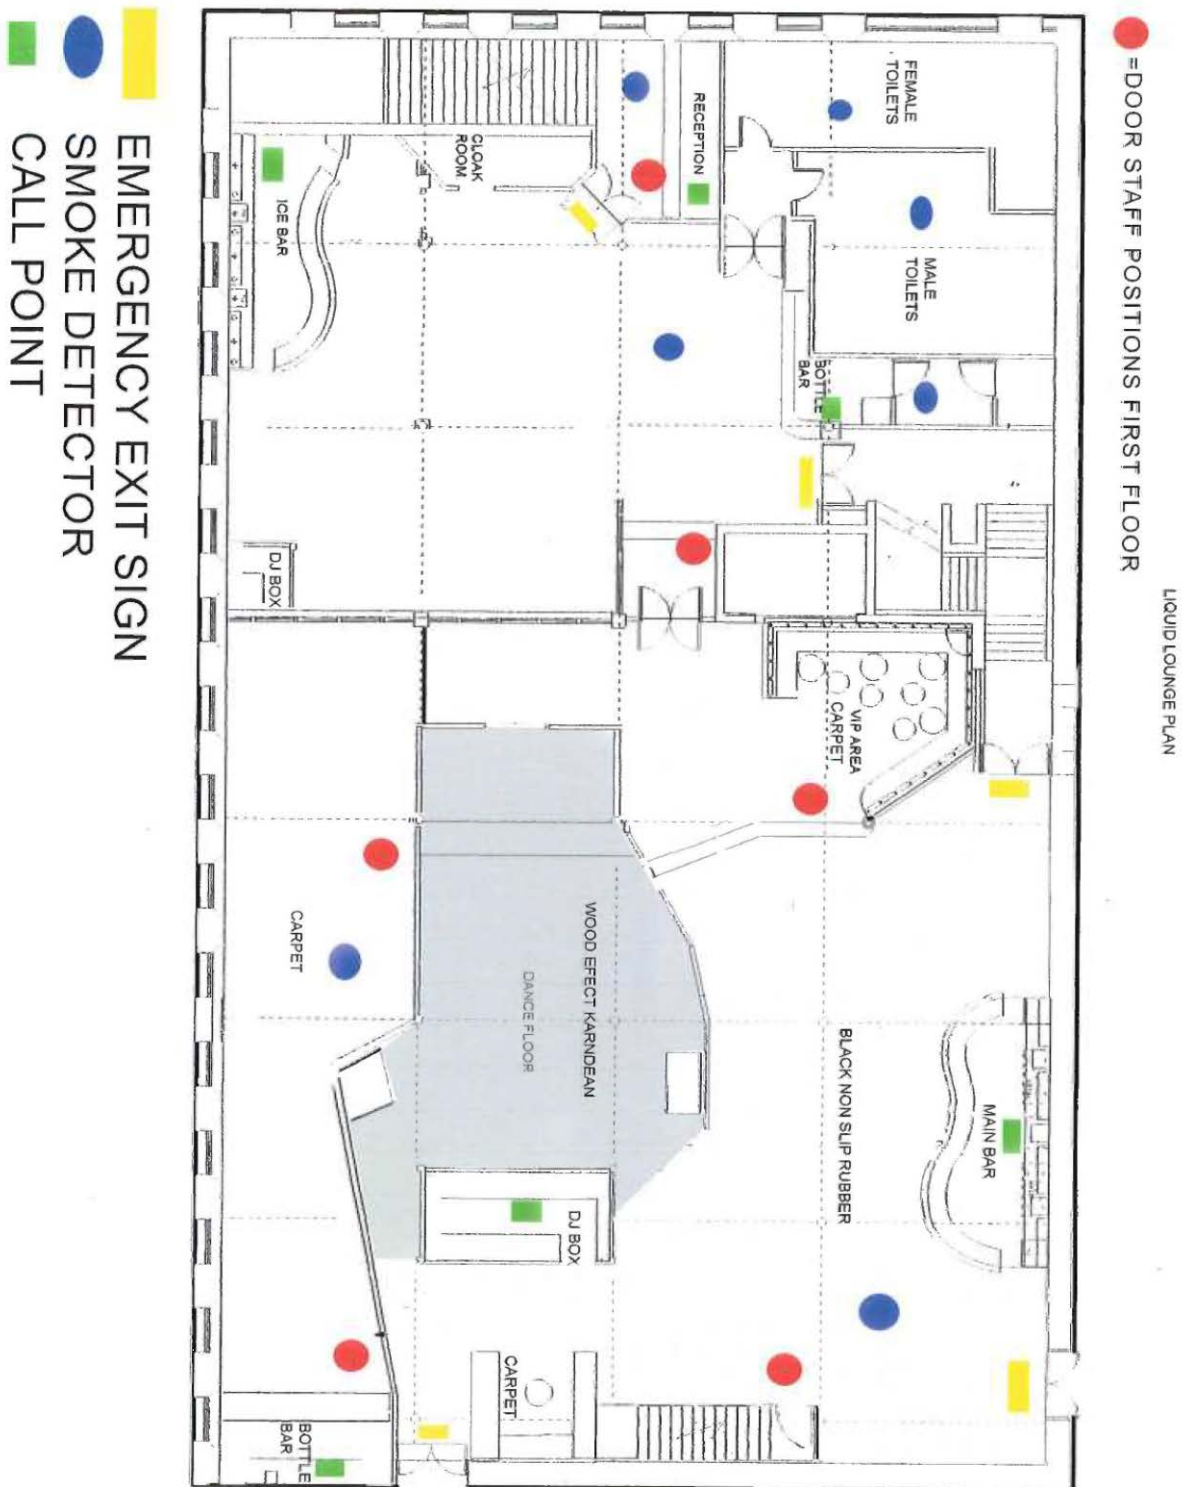 LIQUID LOUNGE PLAN
=DOOR STAFF POSITIONS FIRST FLOOR
FEMALE
TOILETS
MALE
TOILETS
RECEPTION
CLOAK
ROOM
ICE BAR
BOTTLE
BAR
DJ BOX
VIP AREA
CARPET
CARPET
WOOD EFECT KARNDEAN
DANCE FLOOR
BLACK NON SLIP RUBBER
MAIN BAR
DJ BOX
CARPET
BOTTLE
BAR
EMERGENCY EXIT SIGN
SMOKE DETECTOR
CALL POINT